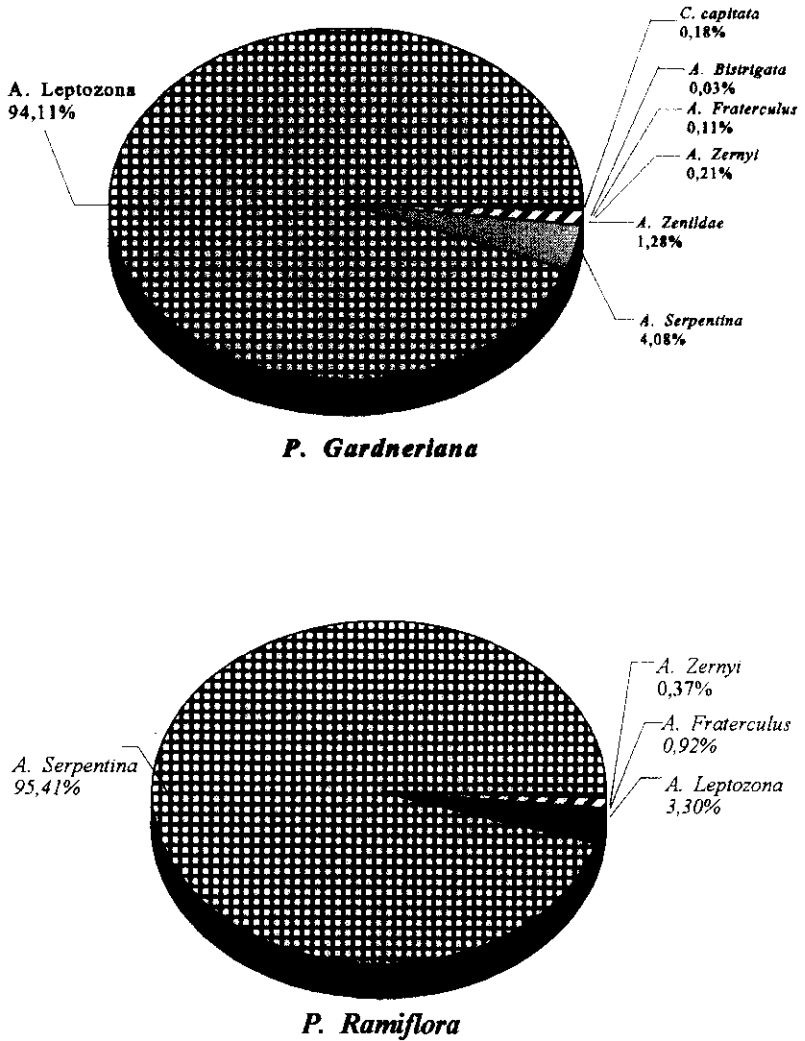 C. capitata
0,18%
A. Leptozona
94,11%
A. Bistrigata
0,03%
A. Fraterculus
0,11%
A. Zernyi
0,21%
A. Zenildae
1,28%
A. Serpentina
4,08%
P. Gardneriana
A. Zernyi
0,37%
A. Fraterculus
0,92%
A. Serpentina
95,41%
A. Leptozona
3,30%
P. Ramiflora